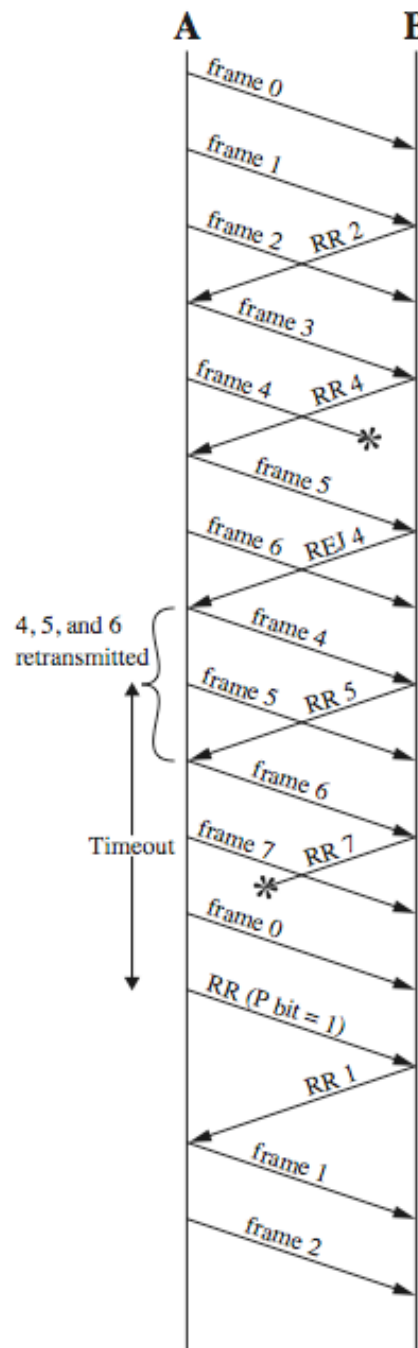 A
frame 0
frame 1
frame 2
RR 2
frame 3
frame 4
RR 4
*
frame 5
frame 6
REJ 4
4, 5, and 6
retransmitted
frame 4
frame 5
RR 5
frame 6
Timeout
frame 7
RR 7
*
frame 0
RR (P bit = 1)
RR 1
frame 1
frame 2